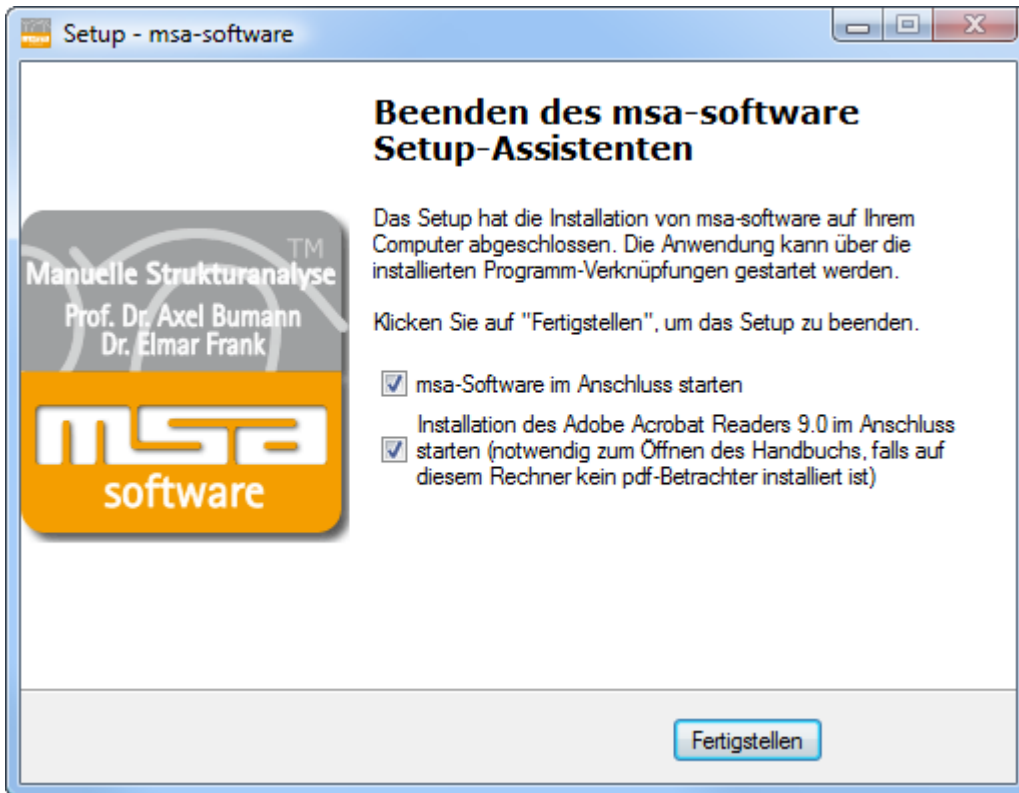 Setup - msa-software
Beenden des msa-software
Setup-Assistenten
Das Setup hat die Installation von msa-software auf Ihrem
Computer abgeschlossen. Die Anwendung kann über die
installierten Programm-Verknüpfungen gestartet werden.
Klicken Sie auf "Fertigstellen", um das Setup zu beenden.
msa-Software im Anschluss starten
Installation des Adobe Acrobat Readers 9.0 im Anschluss
starten (notwendig zum Öffnen des Handbuchs, falls auf
diesem Rechner kein pdf-Betrachter installiert ist)
TM
Manuelle Strukturanalyse
Prof. Dr. Axel Bumann
Dr. Elmar Frank
msa
software
Fertigstellen